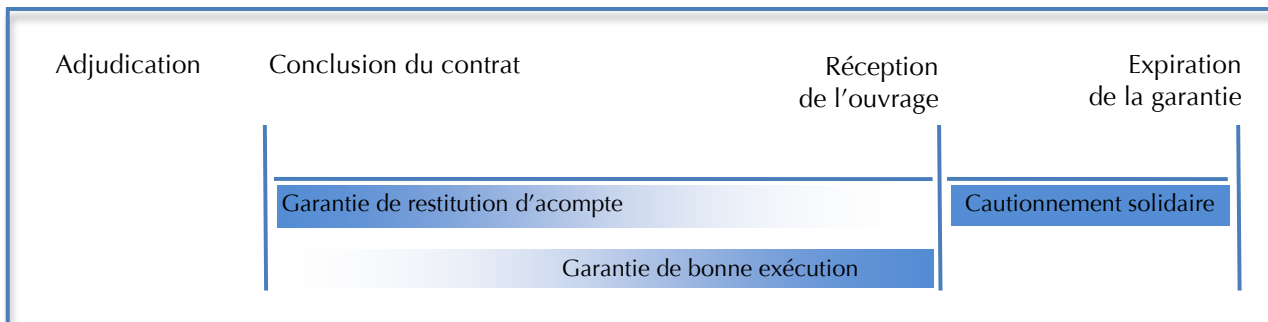 Adjudication
Conclusion du contrat
Réception
de l’ouvrage
Expiration
de la garantie
Garantie de restitution d’acompte
Cautionnement solidaire
Garantie de bonne exécution